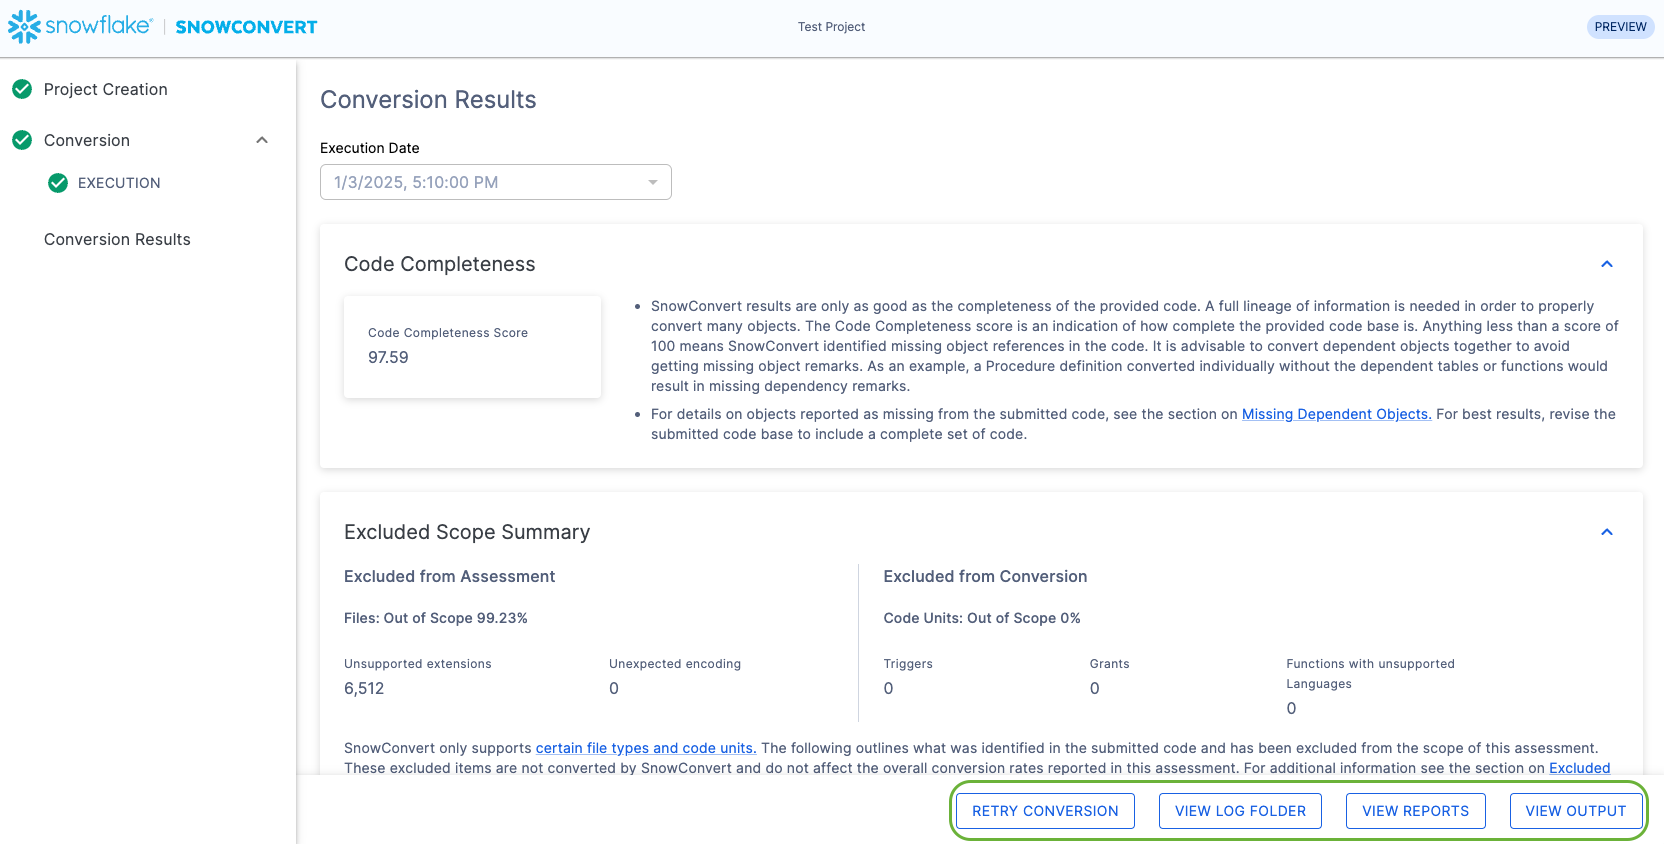 snowflake® | SNOWCONVERT
Test Project
PREVIEW
Project Creation
Conversion
EXECUTION
Conversion Results
Conversion Results
Execution Date
1/3/2025, 5:10:00 PM
Code Completeness
Code Completeness Score
97.59
• SnowConvert results are only as good as the completeness of the provided code. A full lineage of information is needed in order to properly
convert many objects. The Code Completeness score is an indication of how complete the provided code base is. Anything less than a score of
100 means SnowConvert identified missing object references in the code. It is advisable to convert dependent objects together to avoid
getting missing object remarks. As an example, a Procedure definition converted individually without the dependent tables or functions would
result in missing dependency remarks.
• For details on objects reported as missing from the submitted code, see the section on Missing Dependent Objects. For best results, revise the
submitted code base to include a complete set of code.
Excluded Scope Summary
Excluded from Assessment
Files: Out of Scope 99.23%
Unsupported extensions
6,512
Unexpected encoding
0
Excluded from Conversion
Code Units: Out of Scope 0%
Triggers
0
Grants
0
Functions with unsupported
Languages
0
SnowConvert only supports certain file types and code units. The following outlines what was identified in the submitted code and has been excluded from the scope of this assessment.
These excluded items are not converted by SnowConvert and do not affect the overall conversion rates reported in this assessment. For additional information see the section on Excluded
RETRY CONVERSION
VIEW LOG FOLDER
VIEW REPORTS
VIEW OUTPUT